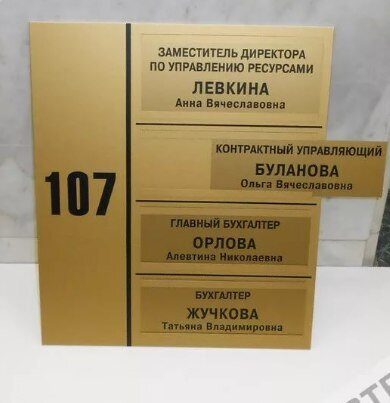 107
ЗАМЕСТИТЕЛЬ ДИРЕКТОРА
ПО УПРАВЛЕНИЮ РЕСУРСАМИ
ЛЕВКИНА
Анна Вячеславовна
КОНТРАКТНЫЙ УПРАВЛЯЮЩИЙ
БУЛАНОВА
Ольга Вячеславовна
ГЛАВНЫЙ БУХГАЛТЕР
ОРЛОВА
Алевтина Николаевна
БУХГАЛТЕР
ЖУЧКОВА
Татьяна Владимировна